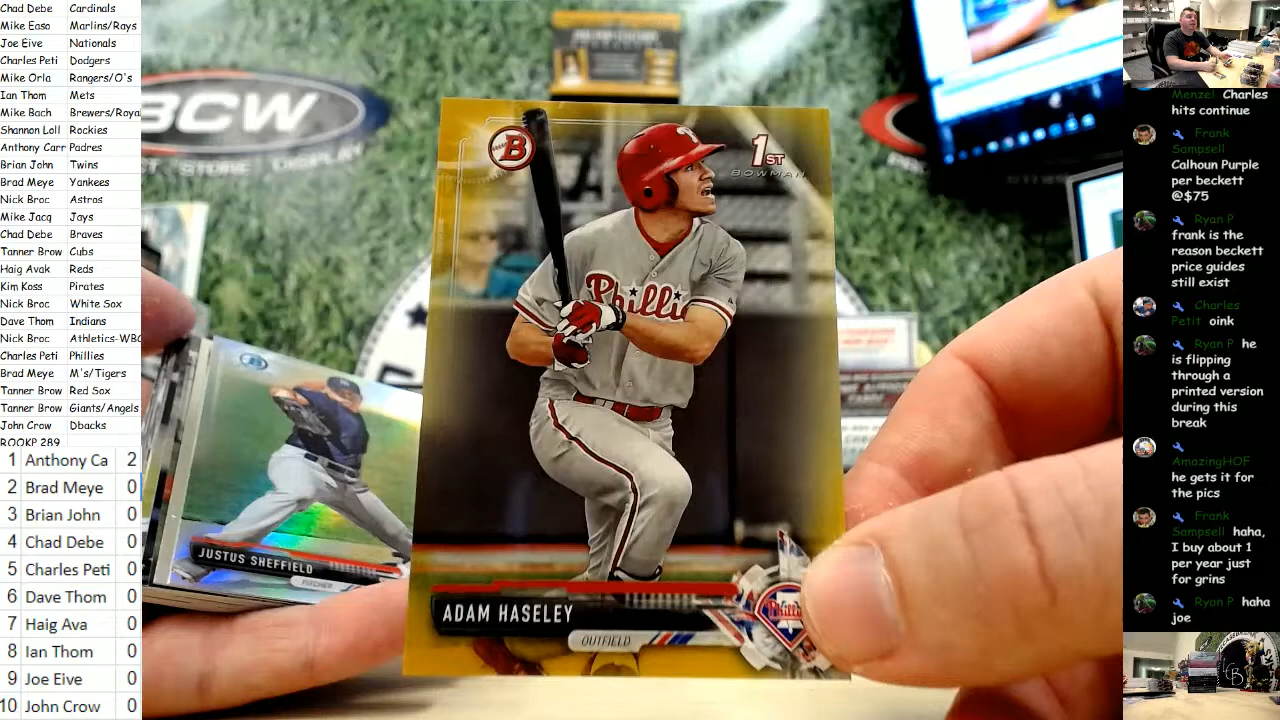 Chad Debe Cardinals
Mike Easo Marlins/Rays
Joe Eive Nationals
Charles Peti Dodgers
Mike Orla Rangers/O's
Ian Thom Mets
Mike Bach Brewers/Roya
Shannon Loll Rockies
Anthony Carr Padres
Brian John Twins
Brad Meye Yankees
Nick Broc Astros
Mike Jacq Jays
Chad Debe Braves
Tanner Brow Cubs
Haig Avak Reds
Kim Koss Pirates
Nick Broc White Sox
Dave Thom Indians
Nick Broc Athletics-WBC
Charles Peti Phillies
Brad Meye M's/Tigers
Tanner Brow Red Sox
Tanner Brow Giants/Angels
John Crow Dbacks
ROOKP 289
1 Anthony Ca 2
2 Brad Meye 0
3 Brian John 0
4 Chad Debe 0
5 Charles Peti 0
6 Dave Thom 0
7 Haig Ava 0
8 Ian Thom 0
9 Joe Eive 0
10 John Crow 0
BCW
STORE DISPLAY
B
1ST
BOWMAN
Phillie
ADAM HASELEY
OUTFIELD
Phillies
JUSTUS SHEFFIELD
PITCHER
Menzel Charles
hits continue
Frank
Sampsell
Calhoun Purple
per beckett
@$75
Ryan P
frank is the
reason beckett
price guides
still exist
Charles
Petit oink
Ryan P he
is flipping
through a
printed version
during this
break
AmazingHOF
he gets it for
the pics
Frank
Sampsell haha,
I buy about 1
per year just
for grins
Ryan P haha
joe